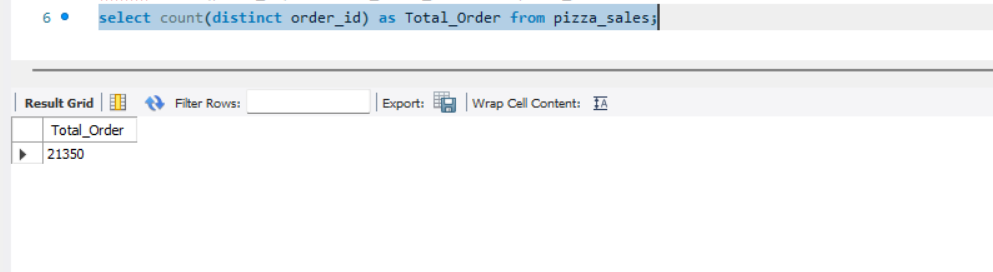 6 select count(distinct order_id) as Total_Order from pizza_sales;
Result Grid Filter Rows: Export: Wrap Cell Content: IA
Total_Order
21350